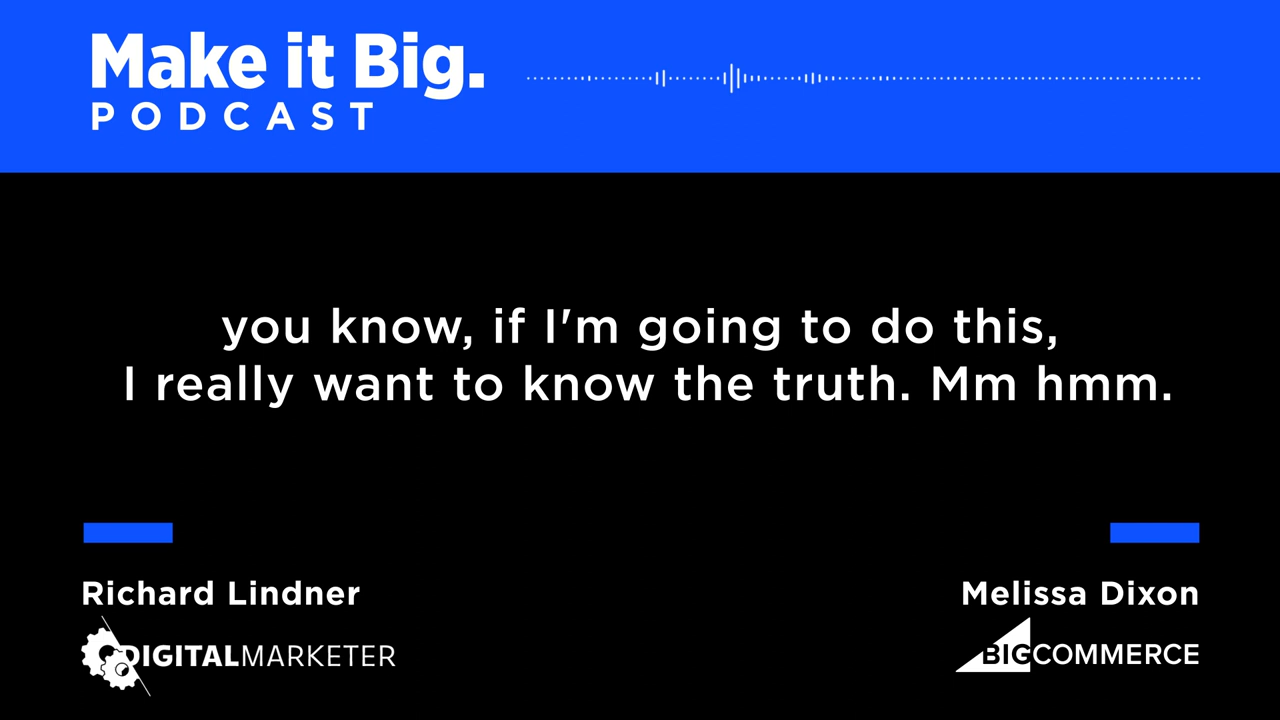 Make it Big.
PODCAST
you know, if I'm going to do this,
I really want to know the truth. Mm hmm.
Richard Lindner
DIGITALMARKETER
Melissa Dixon
BIGCOMMERCE